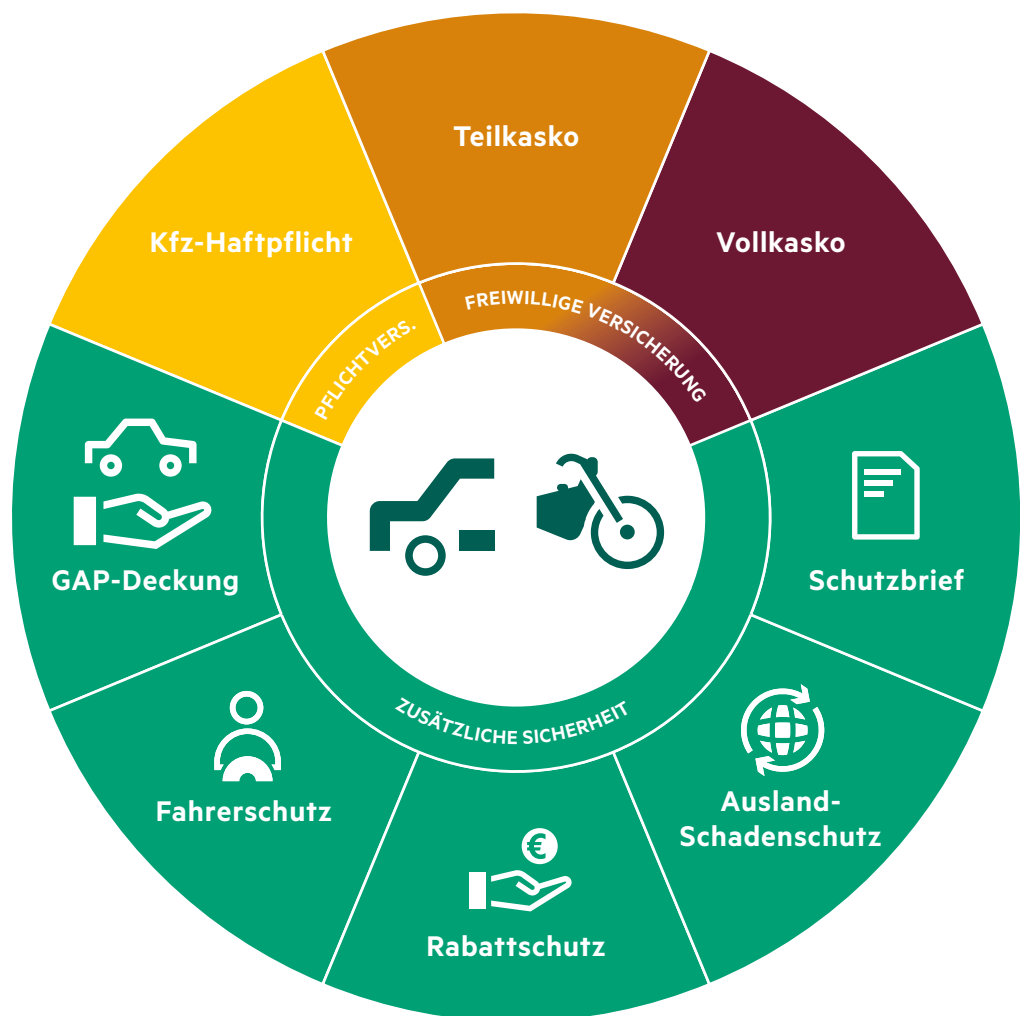 Teilkasko
Kfz-Haftpflicht
Vollkasko
PFLICHTVERS.
FREIWILLIGE VERSICHERUNG
GAP-Deckung
Schutzbrief
ZUSÄTZLICHE SICHERHEIT
Fahrerschutz
Ausland-
Schadenschutz
€
Rabattschutz